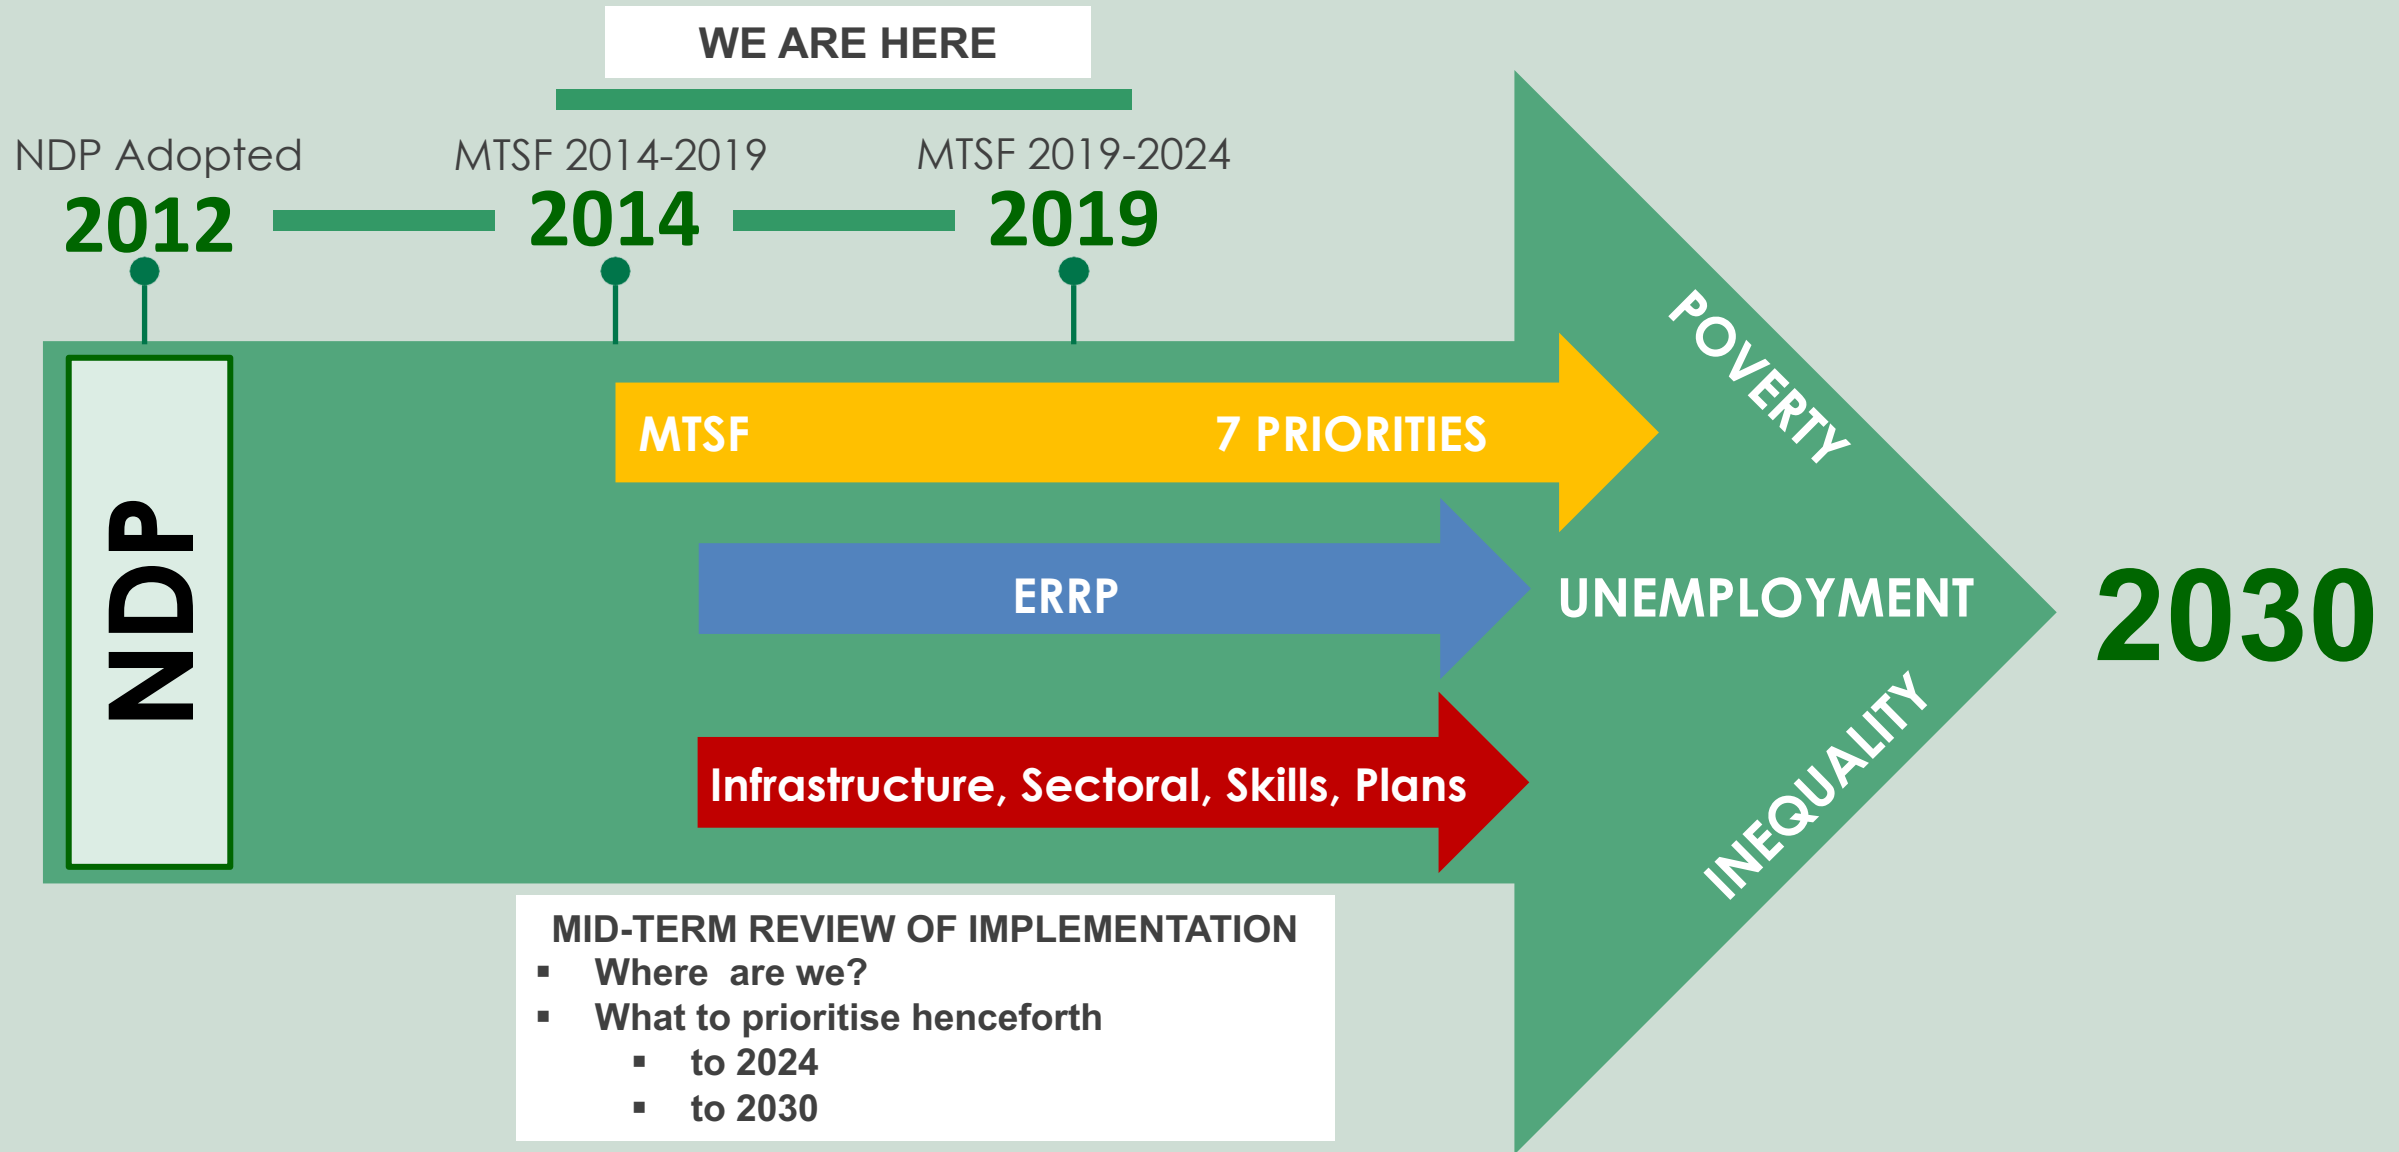 WE ARE HERE
NDP Adopted
MTSF 2014-2019
MTSF 2019-2024
2012
2014
2019
NDP
MTSF
7 PRIORITIES
ERRP
Infrastructure, Sectoral, Skills, Plans
POVERTY
UNEMPLOYMENT
INEQUALITY
2030
MID-TERM REVIEW OF IMPLEMENTATION
▪ Where are we?
▪ What to prioritise henceforth
▪ to 2024
▪ to 2030